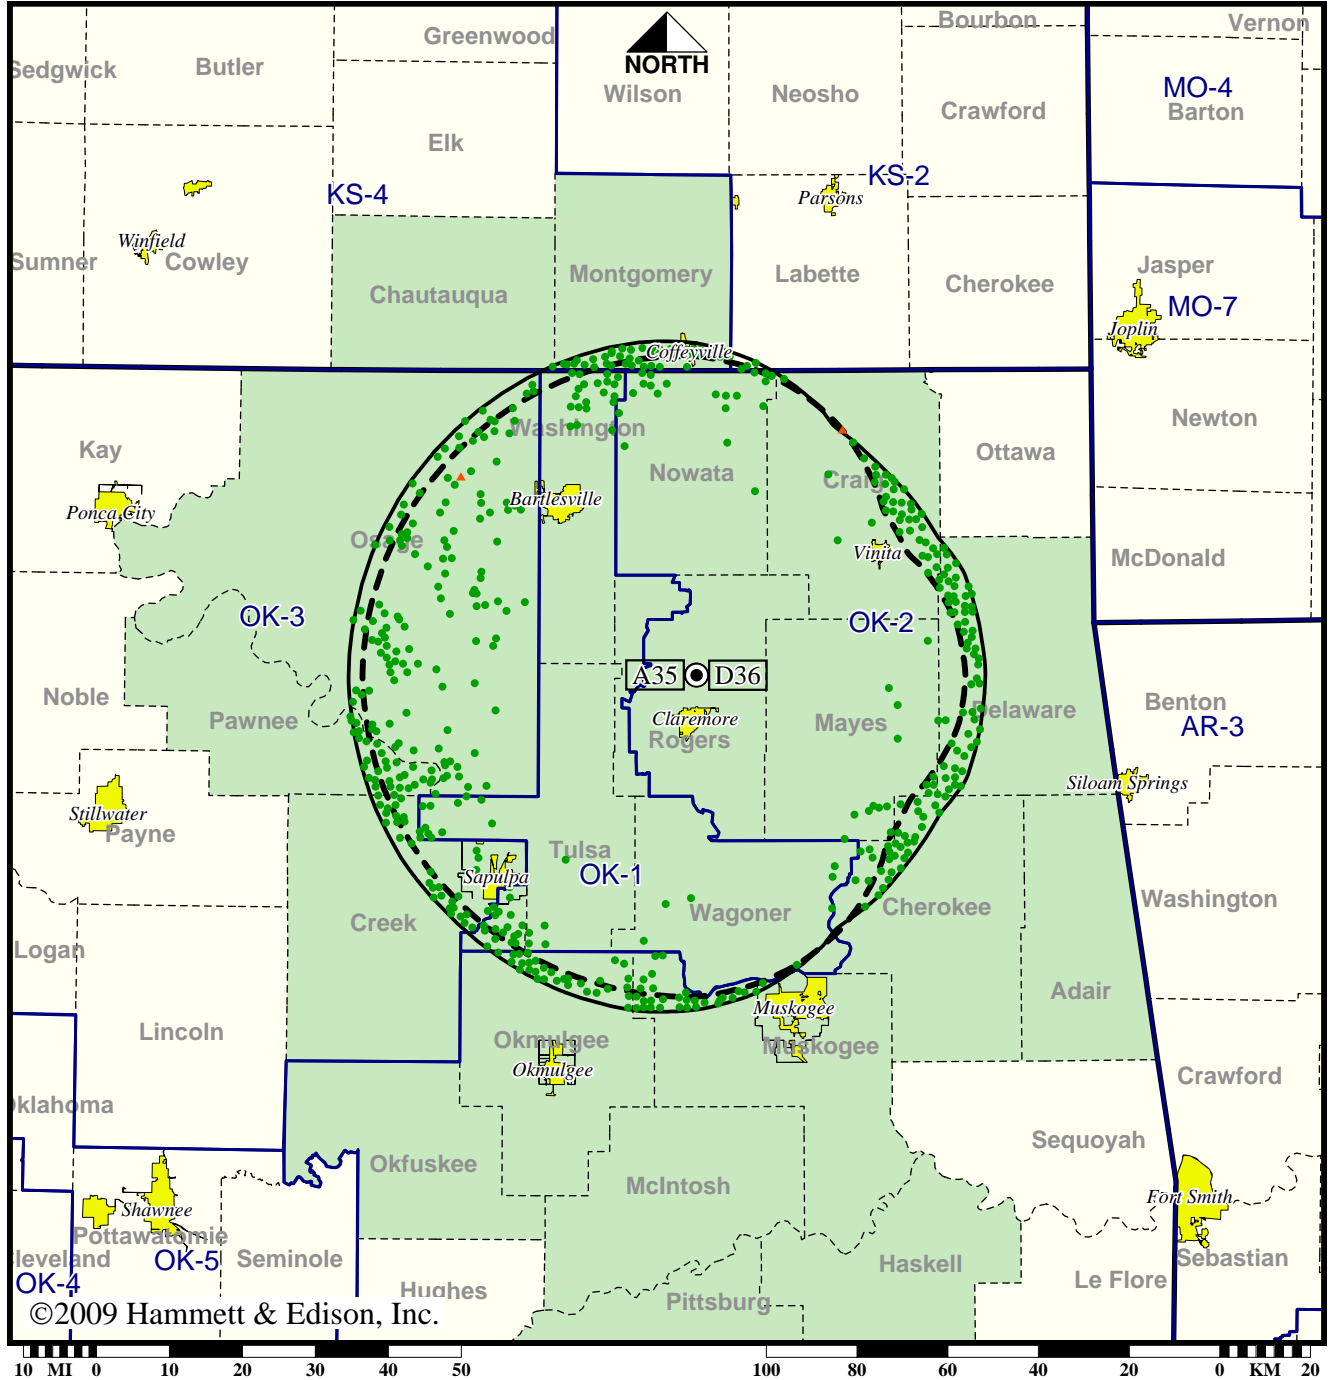 Bourbon
Vernon
Greenwood
Sedgwick
Butler
NORTH
Wilson
Neosho
MO-4
Crawford
Barton
Elk
KS-4
KS-2
Parsons
Winfield
Sumner
Cowley
Montgomery
Labette
Jasper
Chautauqua
Cherokee
MO-7
Joplin
Coffeyville
Washington
Newton
Kay
Nowata
Craig
Ottawa
Bartlesville
Ponca City
Osage
Vinita
McDonald
OK-3
OK-2
A35
D36
Noble
Pawnee
Claremore
Rogers
Mayes
Delaware
Benton
AR-3
Siloam Springs
Stillwater
Payne
Tulsa
Sapulpa
OK-1
Creek
Wagoner
Cherokee
Washington
Logan
Adair
Lincoln
Muskogee
Okmulgee
Muskogee
Okmulgee
Crawford
Oklahoma
Sequoyah
Okfuskee
McIntosh
Shawnee
Fort Smith
Pottawatomie
Cleveland
OK-5
Seminole
Haskell
Sebastian
OK-4
Hughes
Le Flore
Pittsburg
©2009 Hammett & Edison, Inc.
10 MI 0 10 20 30 40 50
100 80 60 40 20 0 KM 20